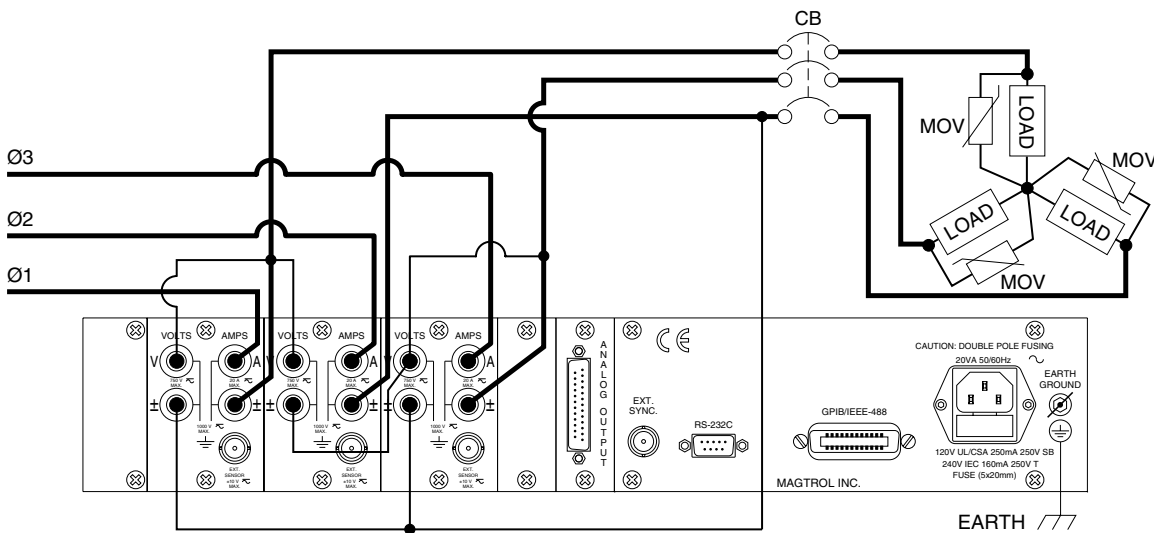 CB
MOV
LOAD
MOV
LOAD
LOAD
MOV
Ø3
Ø2
Ø1
VOLTS AMPS VOLTS AMPS VOLTS AMPS
V A V A V A
750 V MAX. 20 A MAX. 750 V MAX. 20 A MAX. 750 V MAX. 20 A MAX.
± ± ± ± ± ±
1000 V MAX. 1000 V MAX. 1000 V MAX.
EXT. SENSOR ±10 V MAX. EXT. SENSOR ±10 V MAX. EXT. SENSOR ±10 V MAX.
ANALOG OUTPUT
CE
EXT.
SYNC.
RS-232C
GPIB/IEEE-488
CAUTION: DOUBLE POLE FUSING
20VA 50/60Hz
EARTH
GROUND
120V UL/CSA 250mA 250V SB
240V IEC 160mA 250V T
FUSE (5x20mm)
MAGTROL INC.
EARTH